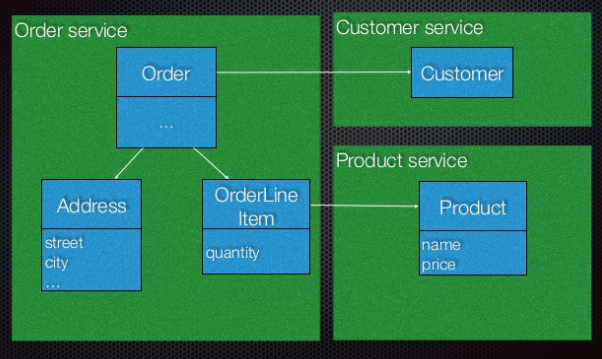 Order service
Order
...
Address
street
city
...
OrderLine
Item
quantity
Customer service
Customer
Product service
Product
name
price